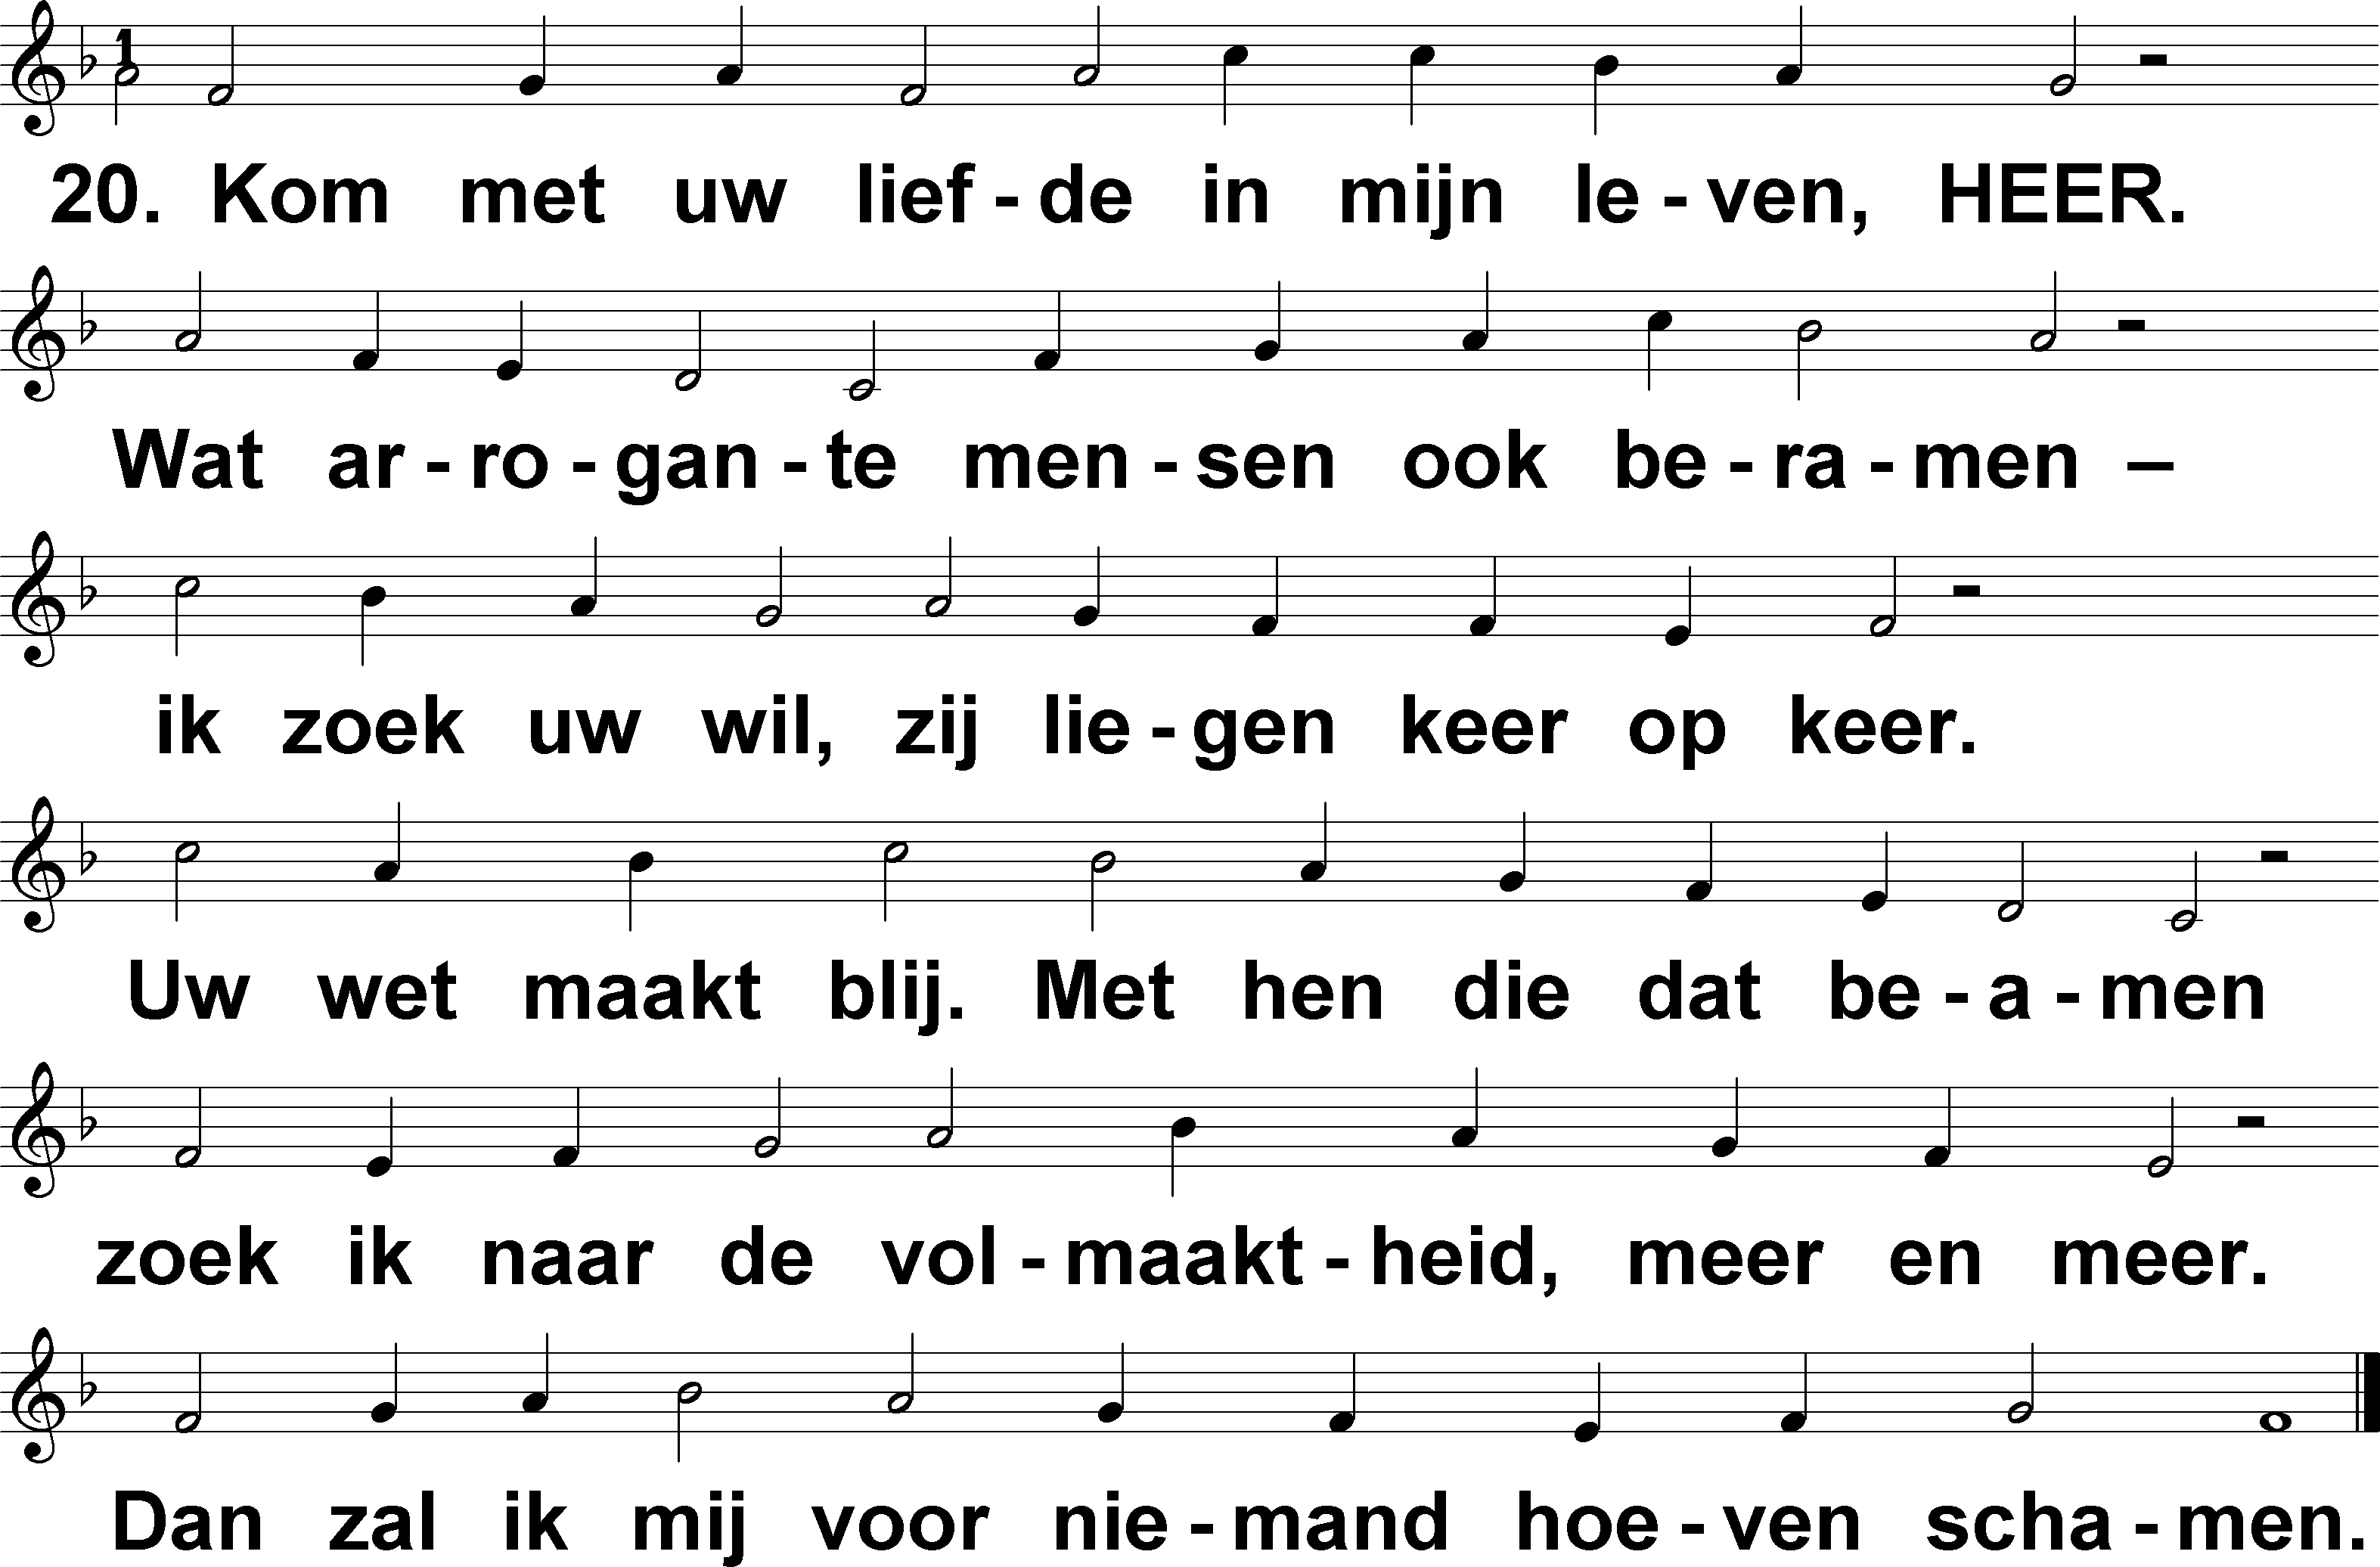 20. Kom met uw lief - de in mijn le - ven, HEER.
Wat ar - ro - gan - te men - sen ook be - ra - men –
ik zoek uw wil, zij lie - gen keer op keer.
Uw wet maakt blij. Met hen die dat be - a - men
zoek ik naar de vol - maakt - heid, meer en meer.
Dan zal ik mij voor nie - mand hoe - ven scha - men.